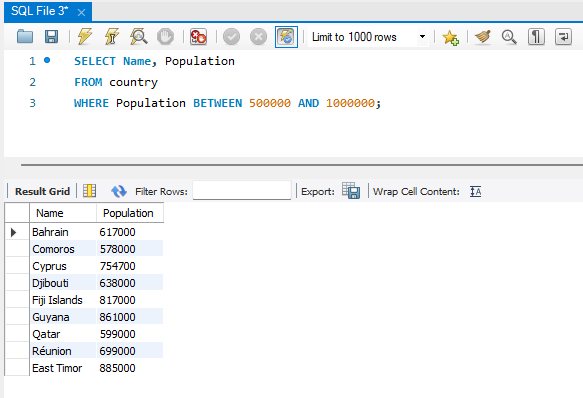 SQL File 3*
Limit to 1000 rows
1 SELECT Name, Population
2 FROM country
3 WHERE Population BETWEEN 500000 AND 1000000;
Result Grid Filter Rows: Export: Wrap Cell Content:
Name Population
Bahrain 617000
Comoros 578000
Cyprus 754700
Djibouti 638000
Fiji Islands 817000
Guyana 861000
Qatar 599000
Réunion 699000
East Timor 885000